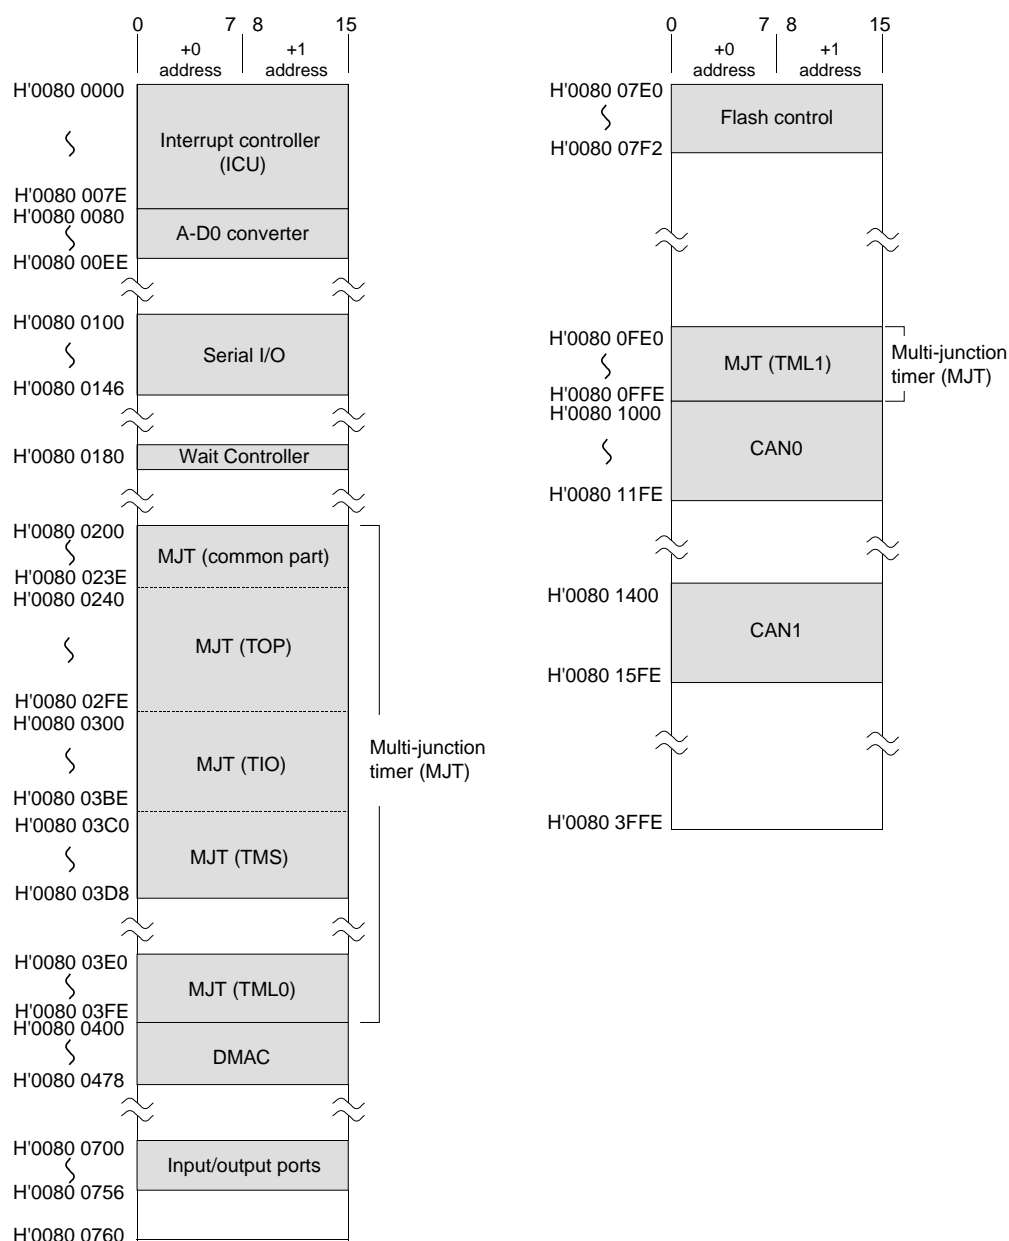 0 7 8 15
+0 address +1 address
H'0080 0000
Interrupt controller
(ICU)
H'0080 007E
H'0080 0080
A-D0 converter
H'0080 00EE
H'0080 0100
Serial I/O
H'0080 0146
H'0080 0180
Wait Controller
H'0080 0200
MJT (common part)
H'0080 023E
H'0080 0240
MJT (TOP)
H'0080 02FE
H'0080 0300
MJT (TIO)
Multi-junction
timer (MJT)
H'0080 03BE
H'0080 03C0
MJT (TMS)
H'0080 03D8
H'0080 03E0
MJT (TML0)
H'0080 03FE
H'0080 0400
DMAC
H'0080 0478
H'0080 0700
Input/output ports
H'0080 0756
H'0080 0760
0 7 8 15
+0 address +1 address
H'0080 07E0
Flash control
H'0080 07F2
H'0080 0FE0
MJT (TML1)
Multi-junction
timer (MJT)
H'0080 0FFE
H'0080 1000
CAN0
H'0080 11FE
H'0080 1400
CAN1
H'0080 15FE
H'0080 3FFE